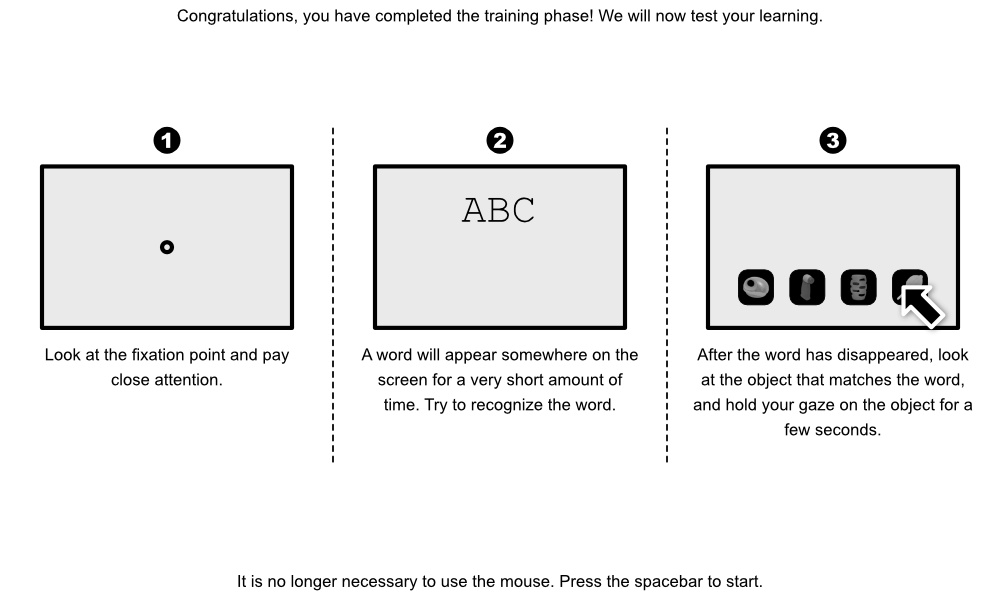 Congratulations, you have completed the training phase! We will now test your learning.
1
2
3
ABC
Look at the fixation point and pay
close attention.
A word will appear somewhere on the
screen for a very short amount of
time. Try to recognize the word.
After the word has disappeared, look
at the object that matches the word,
and hold your gaze on the object for a
few seconds.
It is no longer necessary to use the mouse. Press the spacebar to start.